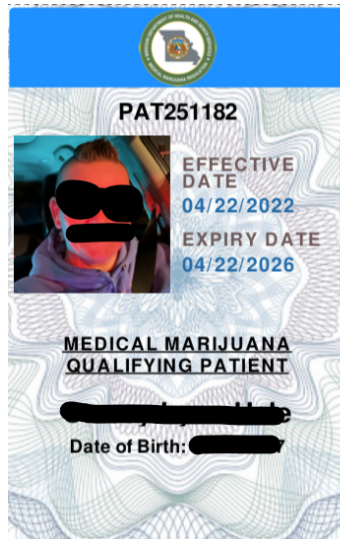 PAT251182
EFFECTIVE
DATE
04/22/2022
EXPIRY DATE
04/22/2026
MEDICAL MARIJUANA
QUALIFYING PATIENT
Date of Birth: